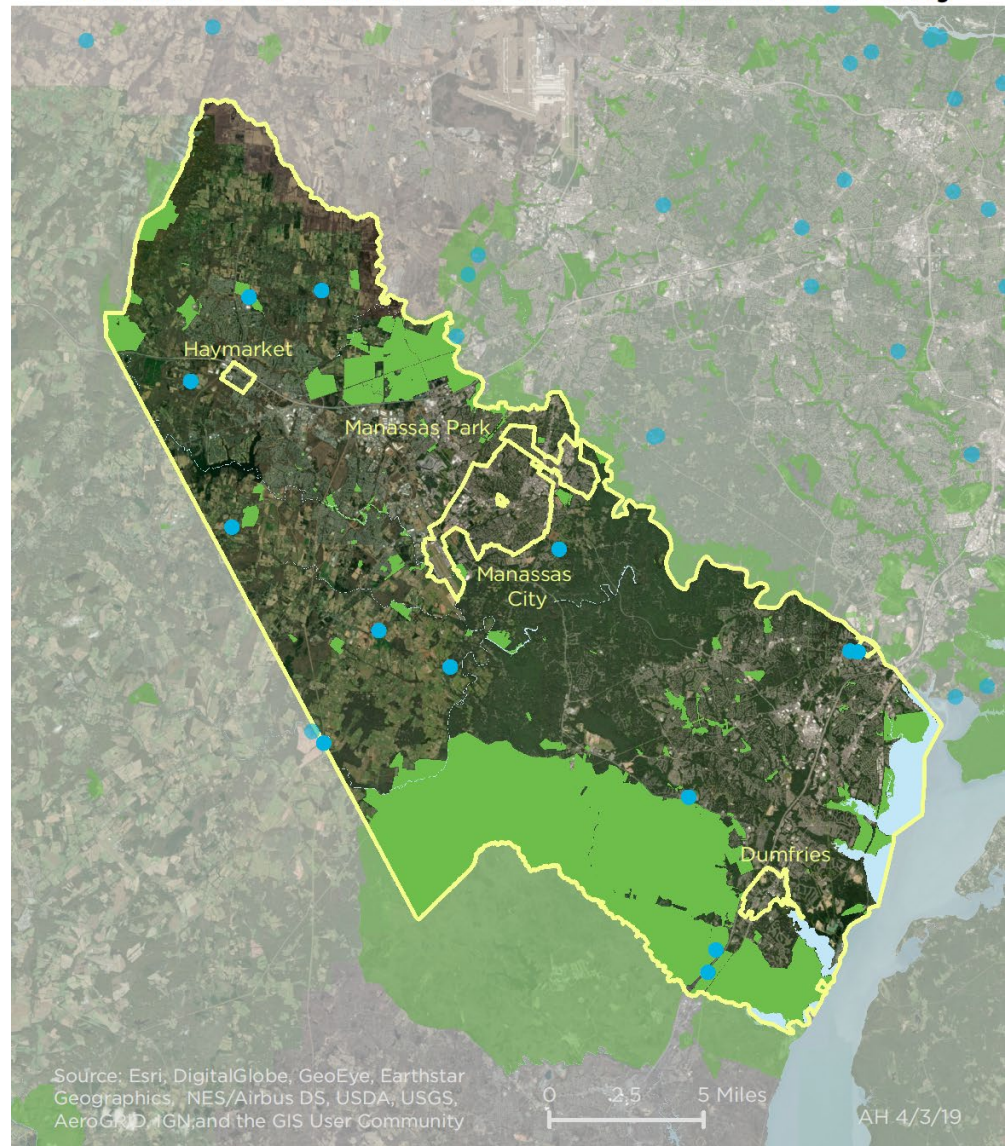 Haymarket
Manassas Park
Manassas
City
Dumfries
Source: Esri, DigitalGlobe, GeoEye, Earthstar
Geographics, NES/Airbus DS, USDA, USGS,
AeroGRID, IGN,and the GIS User Community
0 2.5 5 Miles
AH 4/3/19